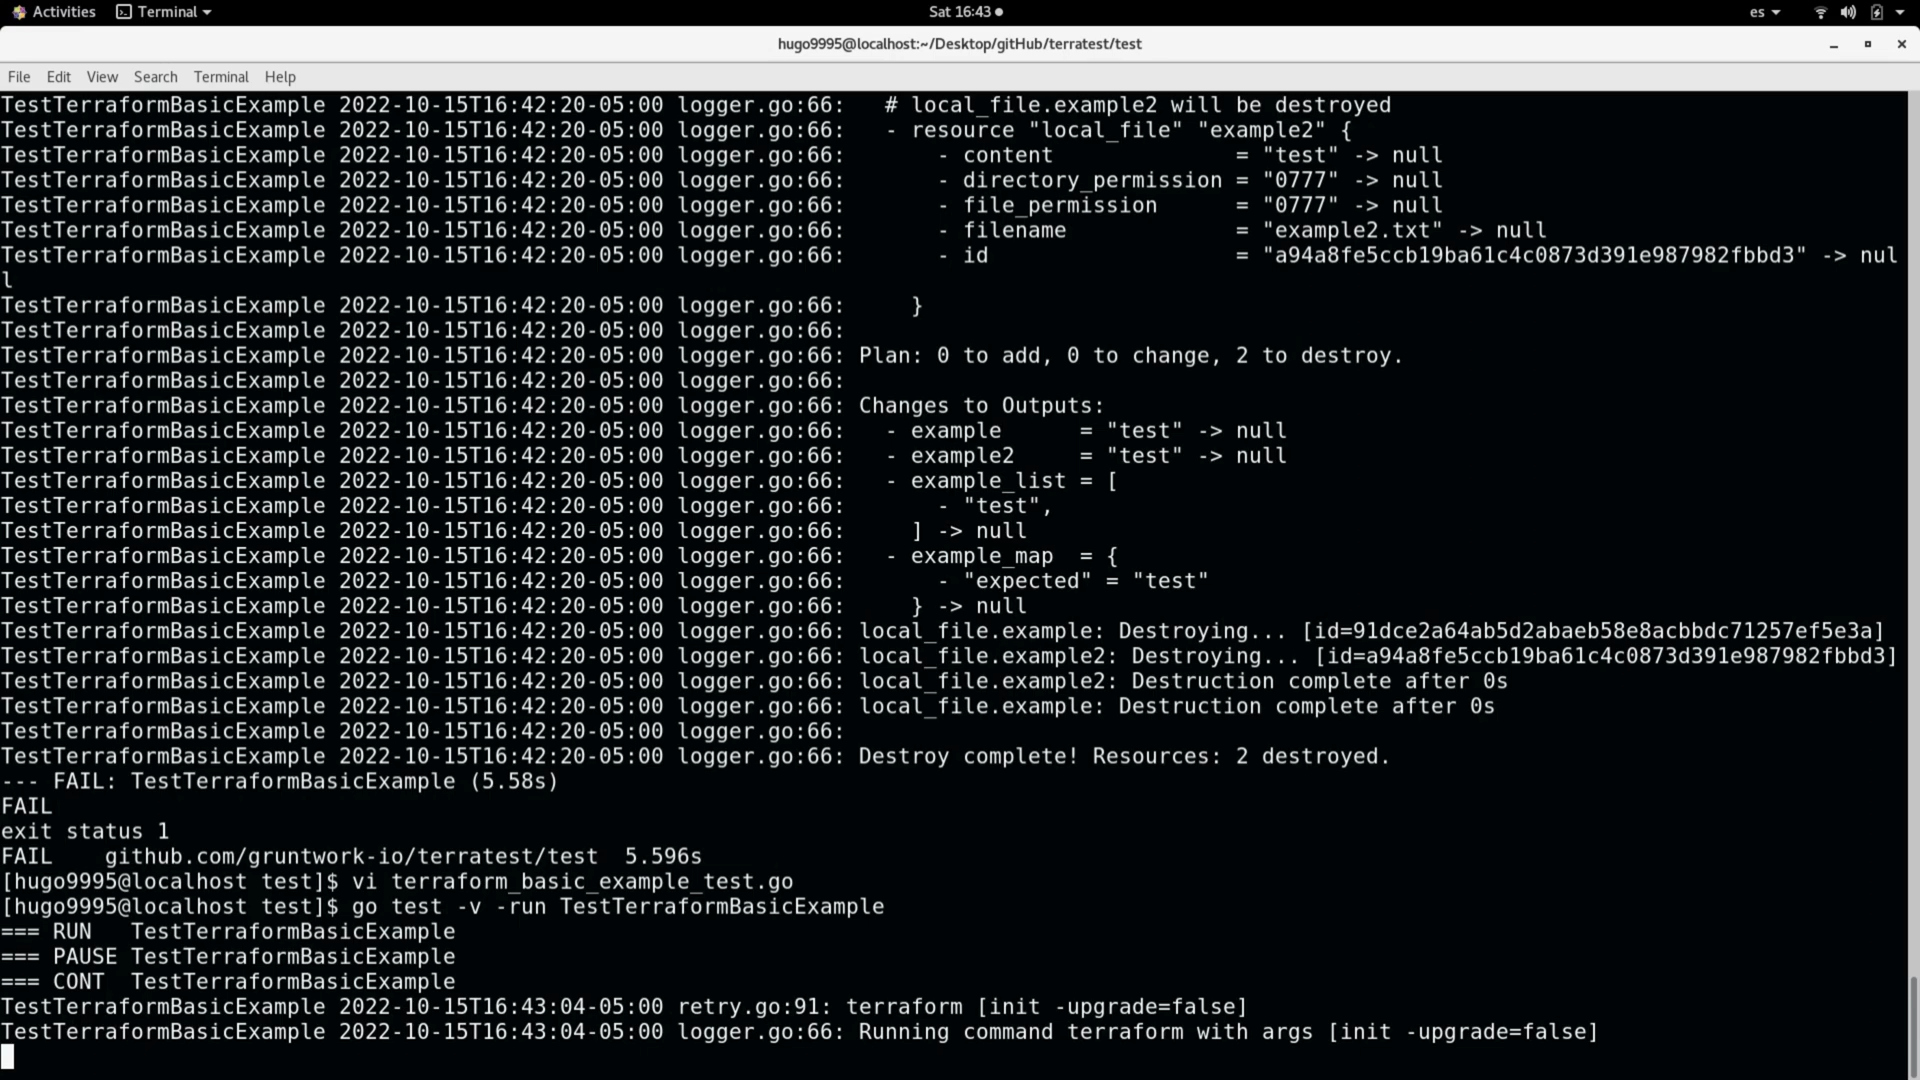 Activities Terminal Sat 16:43 es
hugo9995@localhost:~/Desktop/gitHub/terratest/test
File Edit View Search Terminal Help
TestTerraformBasicExample 2022-10-15T16:42:20-05:00 logger.go:66:   # local_file.example2 will be destroyed
TestTerraformBasicExample 2022-10-15T16:42:20-05:00 logger.go:66:   - resource "local_file" "example2" {
TestTerraformBasicExample 2022-10-15T16:42:20-05:00 logger.go:66:       - content              = "test" -> null
TestTerraformBasicExample 2022-10-15T16:42:20-05:00 logger.go:66:       - directory_permission = "0777" -> null
TestTerraformBasicExample 2022-10-15T16:42:20-05:00 logger.go:66:       - file_permission      = "0777" -> null
TestTerraformBasicExample 2022-10-15T16:42:20-05:00 logger.go:66:       - filename             = "example2.txt" -> null
TestTerraformBasicExample 2022-10-15T16:42:20-05:00 logger.go:66:       - id                   = "a94a8fe5ccb19ba61c4c0873d391e987982fbbd3" -> nul
l
TestTerraformBasicExample 2022-10-15T16:42:20-05:00 logger.go:66:     }
TestTerraformBasicExample 2022-10-15T16:42:20-05:00 logger.go:66:
TestTerraformBasicExample 2022-10-15T16:42:20-05:00 logger.go:66: Plan: 0 to add, 0 to change, 2 to destroy.
TestTerraformBasicExample 2022-10-15T16:42:20-05:00 logger.go:66:
TestTerraformBasicExample 2022-10-15T16:42:20-05:00 logger.go:66: Changes to Outputs:
TestTerraformBasicExample 2022-10-15T16:42:20-05:00 logger.go:66:   - example      = "test" -> null
TestTerraformBasicExample 2022-10-15T16:42:20-05:00 logger.go:66:   - example2     = "test" -> null
TestTerraformBasicExample 2022-10-15T16:42:20-05:00 logger.go:66:   - example_list = [
TestTerraformBasicExample 2022-10-15T16:42:20-05:00 logger.go:66:       - "test",
TestTerraformBasicExample 2022-10-15T16:42:20-05:00 logger.go:66:     ] -> null
TestTerraformBasicExample 2022-10-15T16:42:20-05:00 logger.go:66:   - example_map  = {
TestTerraformBasicExample 2022-10-15T16:42:20-05:00 logger.go:66:       - "expected" = "test"
TestTerraformBasicExample 2022-10-15T16:42:20-05:00 logger.go:66:     } -> null
TestTerraformBasicExample 2022-10-15T16:42:20-05:00 logger.go:66: local_file.example: Destroying... [id=91dce2a64ab5d2abaeb58e8acbbdc71257ef5e3a]
TestTerraformBasicExample 2022-10-15T16:42:20-05:00 logger.go:66: local_file.example2: Destroying... [id=a94a8fe5ccb19ba61c4c0873d391e987982fbbd3]
TestTerraformBasicExample 2022-10-15T16:42:20-05:00 logger.go:66: local_file.example2: Destruction complete after 0s
TestTerraformBasicExample 2022-10-15T16:42:20-05:00 logger.go:66: local_file.example: Destruction complete after 0s
TestTerraformBasicExample 2022-10-15T16:42:20-05:00 logger.go:66:
TestTerraformBasicExample 2022-10-15T16:42:20-05:00 logger.go:66: Destroy complete! Resources: 2 destroyed.
--- FAIL: TestTerraformBasicExample (5.58s)
FAIL
exit status 1
FAIL    github.com/gruntwork-io/terratest/test  5.596s
[hugo9995@localhost test]$ vi terraform_basic_example_test.go
[hugo9995@localhost test]$ go test -v -run TestTerraformBasicExample
=== RUN   TestTerraformBasicExample
=== PAUSE TestTerraformBasicExample
=== CONT  TestTerraformBasicExample
TestTerraformBasicExample 2022-10-15T16:43:04-05:00 retry.go:91: terraform [init -upgrade=false]
TestTerraformBasicExample 2022-10-15T16:43:04-05:00 logger.go:66: Running command terraform with args [init -upgrade=false]